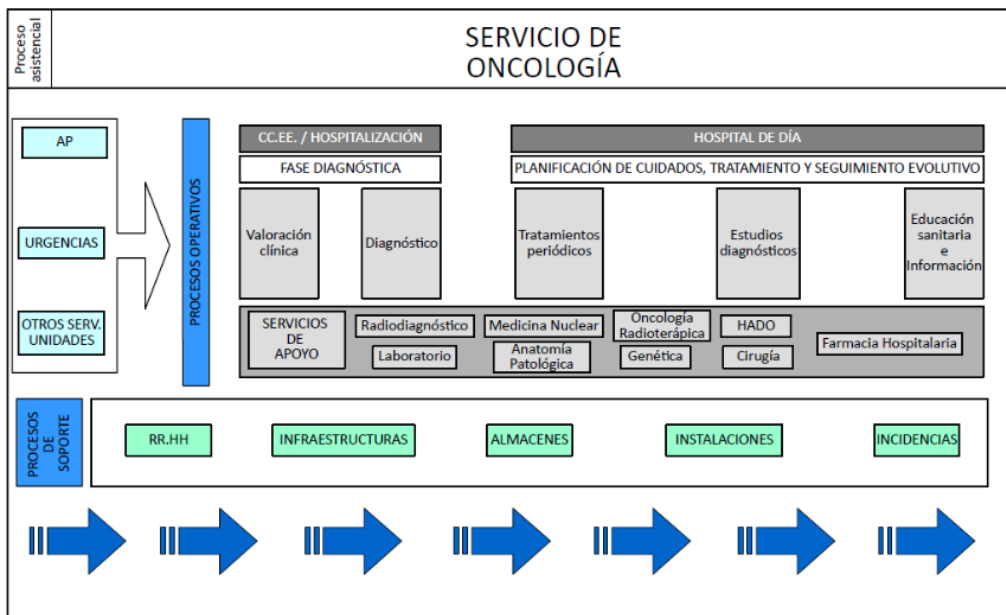 Proceso
asistencial
SERVICIO DE
ONCOLOGÍA
AP
URGENCIAS
OTROS SERV.
UNIDADES
PROCESOS OPERATIVOS
CC.EE. / HOSPITALIZACIÓN
HOSPITAL DE DÍA
FASE DIAGNÓSTICA
PLANIFICACIÓN DE CUIDADOS, TRATAMIENTO Y SEGUIMIENTO EVOLUTIVO
Valoración
clínica
Diagnóstico
Tratamientos
periódicos
Estudios
diagnósticos
Educación
sanitaria
e
Información
SERVICIOS
DE
APOYO
Radiodiagnóstico
Laboratorio
Medicina Nuclear
Anatomía
Patológica
Oncología
Radioterápica
Genética
HADO
Cirugía
Farmacia Hospitalaria
PROCESOS
DE
SOPORTE
RR.HH
INFRAESTRUCTURAS
ALMACENES
INSTALACIONES
INCIDENCIAS